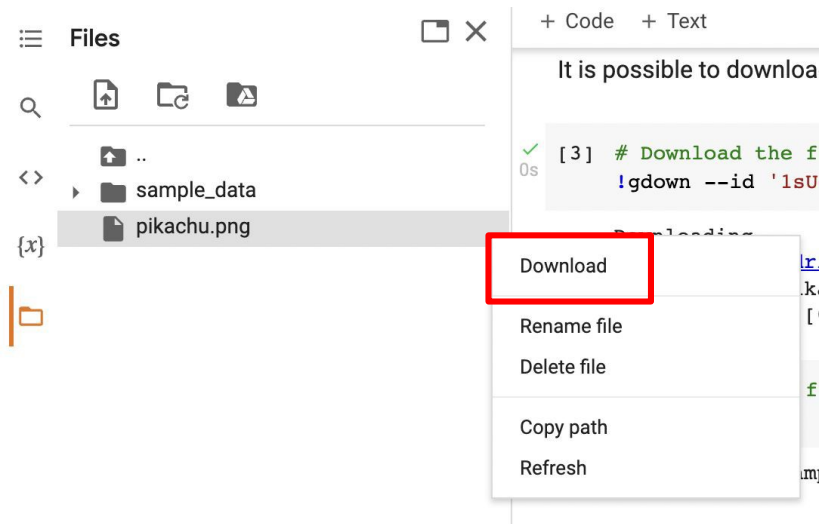 Files
..
sample_data
pikachu.png
{x}
+ Code + Text
It is possible to downloa
[3] # Download the f
0s !gdown --id '1sU
Downloading
Download
Rename file
Delete file
Copy path
Refresh
[
f